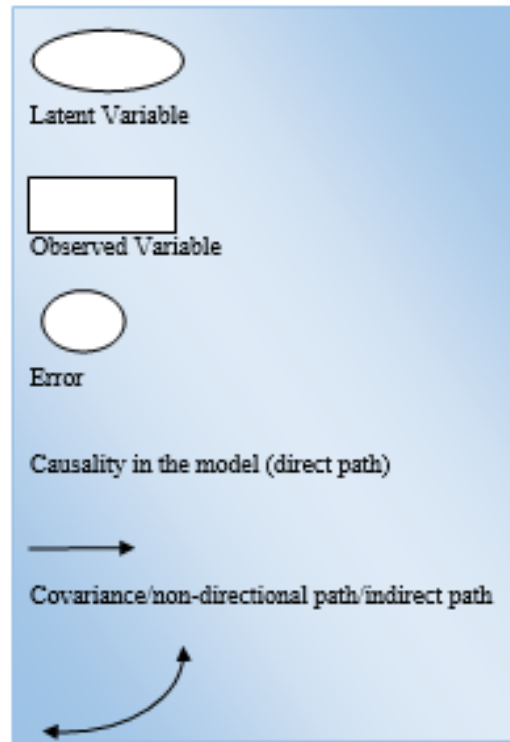 Latent Variable
Observed Variable
Error
Causality in the model (direct path)
Covariance/non-directional path/indirect path